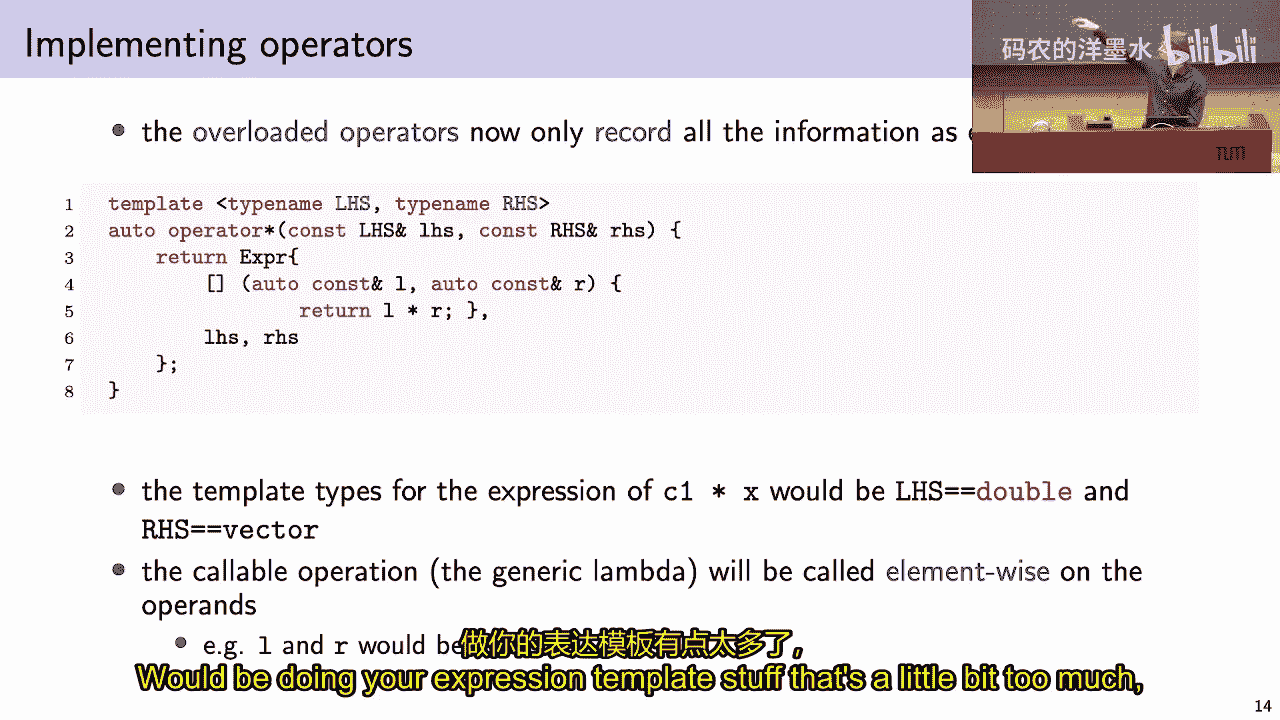 Implementing operators
码农的洋墨水 bilibili
the overloaded operators now only record all the information as
TUM
1 template <typename LHS, typename RHS>
2 auto operator*(const LHS& lhs, const RHS& rhs) {
3 return Expr{
4 [] (auto const& l, auto const& r) {
5 return l * r; },
6 lhs, rhs
7 };
8 }
the template types for the expression of c1 * x would be LHS==double and
RHS==vector
the callable operation (the generic lambda) will be called element-wise on the
operands
e.g. l and r would be
做你的表达模板有点太多了,
Would be doing your expression template stuff that's a little bit too much,
14